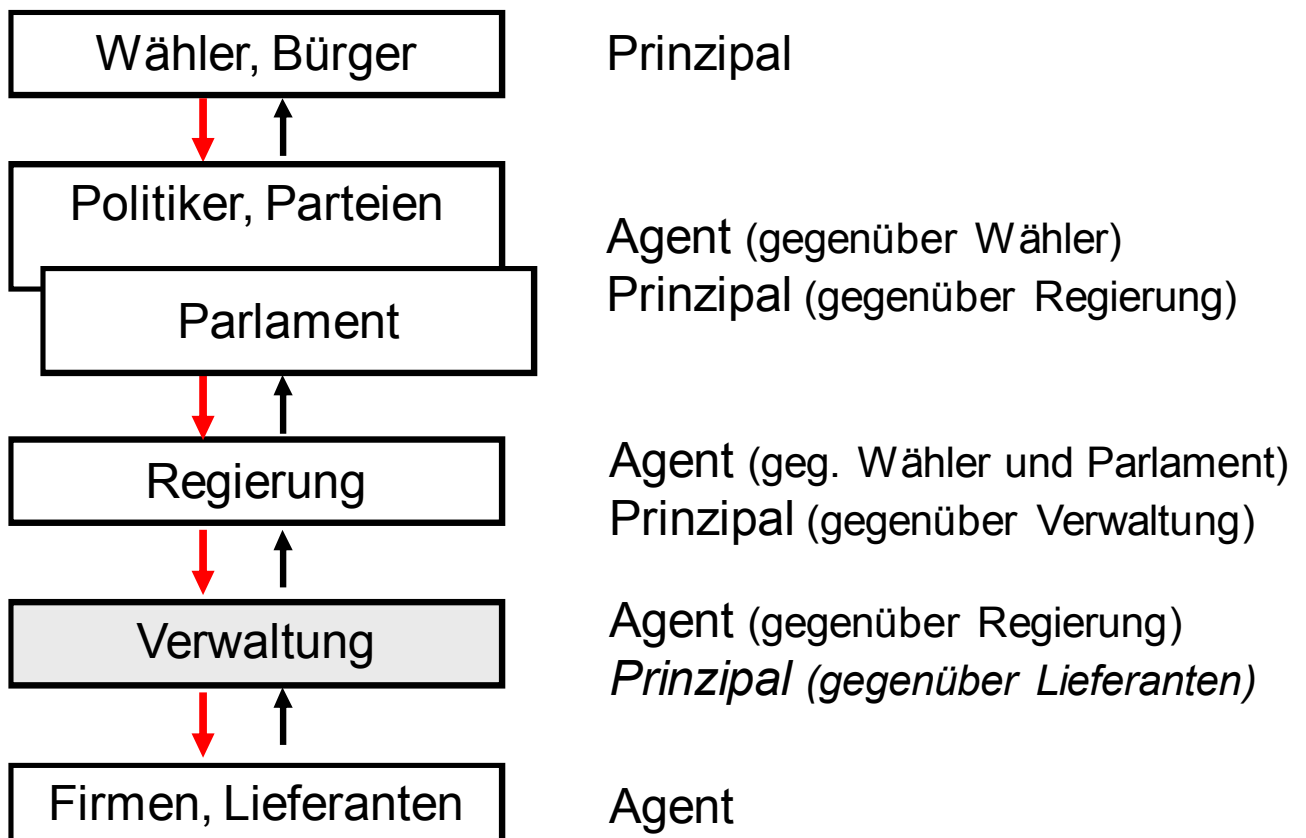 Wähler, Bürger
Prinzipal
Politiker, Parteien
Parlament
Agent (gegenüber Wähler)
Prinzipal (gegenüber Regierung)
Regierung
Agent (geg. Wähler und Parlament)
Prinzipal (gegenüber Verwaltung)
Verwaltung
Agent (gegenüber Regierung)
Prinzipal (gegenüber Lieferanten)
Firmen, Lieferanten
Agent